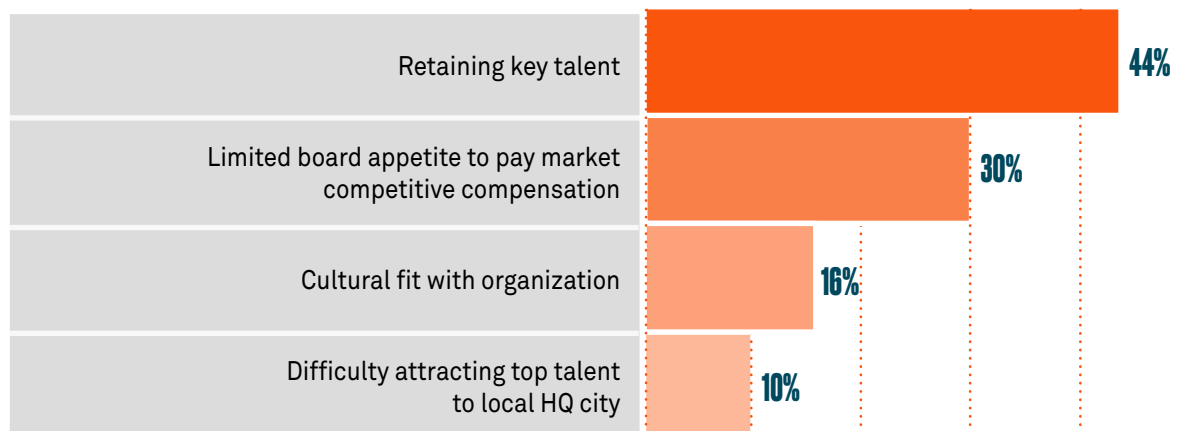 Retaining key talent
44%
Limited board appetite to pay market
competitive compensation
30%
Cultural fit with organization
16%
Difficulty attracting top talent
to local HQ city
10%